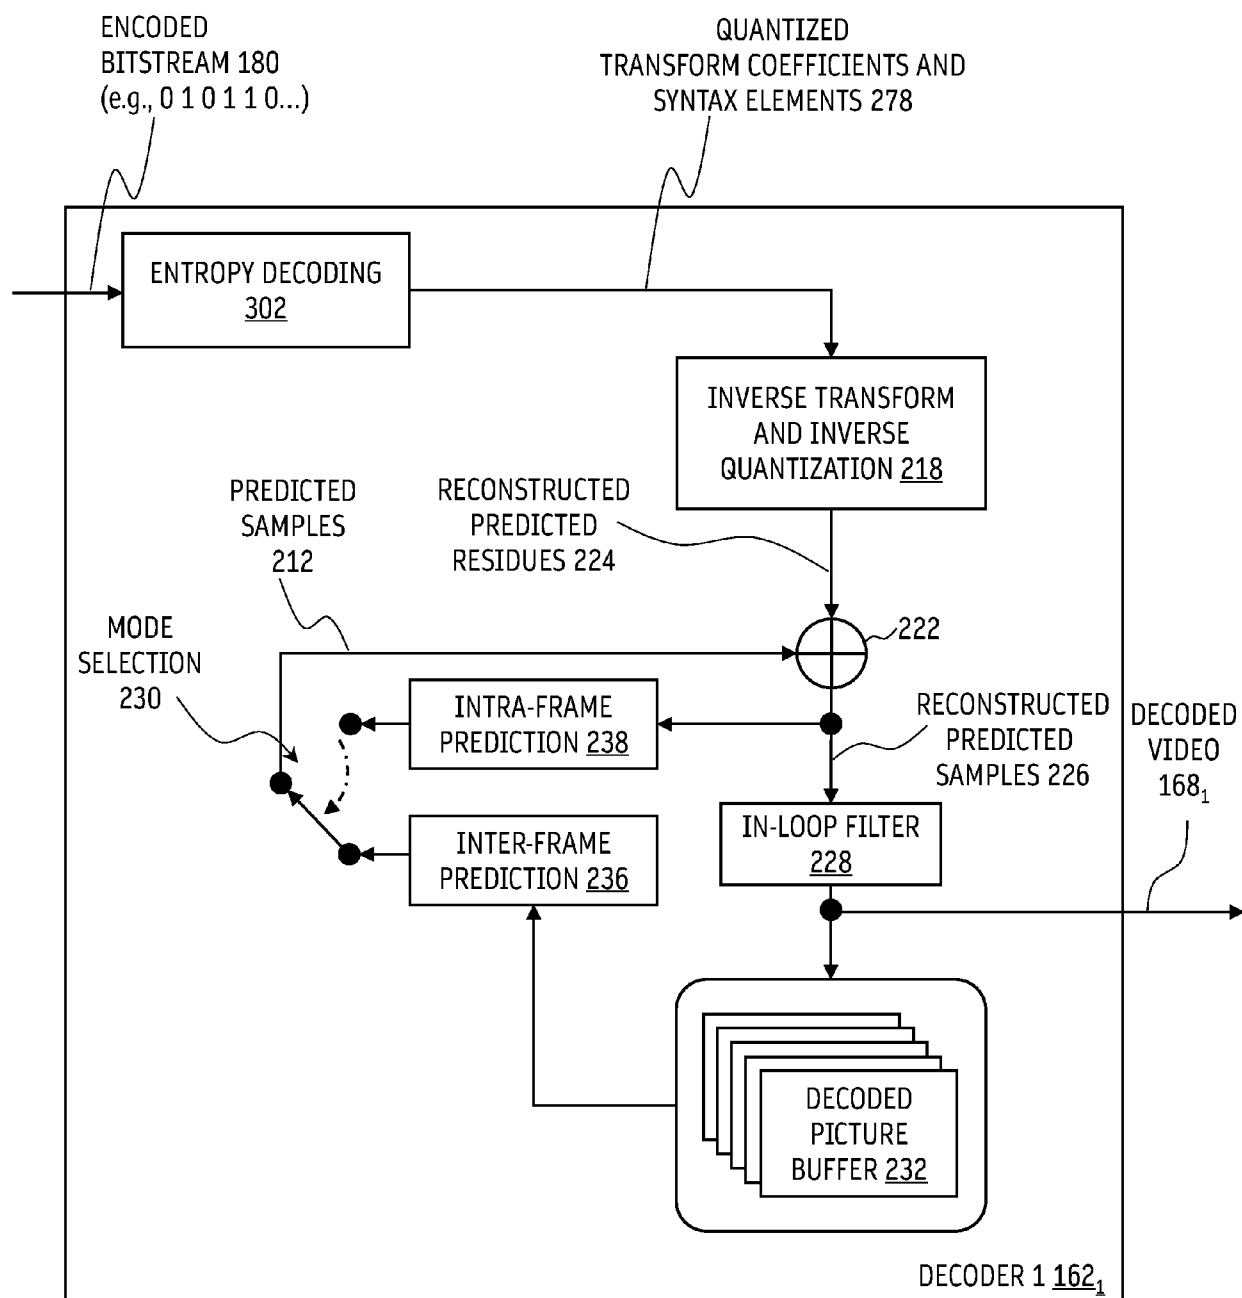 ENCODED
BITSTREAM 180
(e.g., 0 1 0 1 1 0...)
QUANTIZED
TRANSFORM COEFFICIENTS AND
SYNTAX ELEMENTS 278
ENTROPY DECODING
302
INVERSE TRANSFORM
AND INVERSE
QUANTIZATION 218
PREDICTED
SAMPLES
212
RECONSTRUCTED
PREDICTED
RESIDUES 224
MODE
SELECTION
230
222
INTRA-FRAME
PREDICTION 238
RECONSTRUCTED
PREDICTED
SAMPLES 226
DECODED
VIDEO
168₁
IN-LOOP FILTER
228
INTER-FRAME
PREDICTION 236
DECODED
PICTURE
BUFFER 232
DECODER 1 162₁